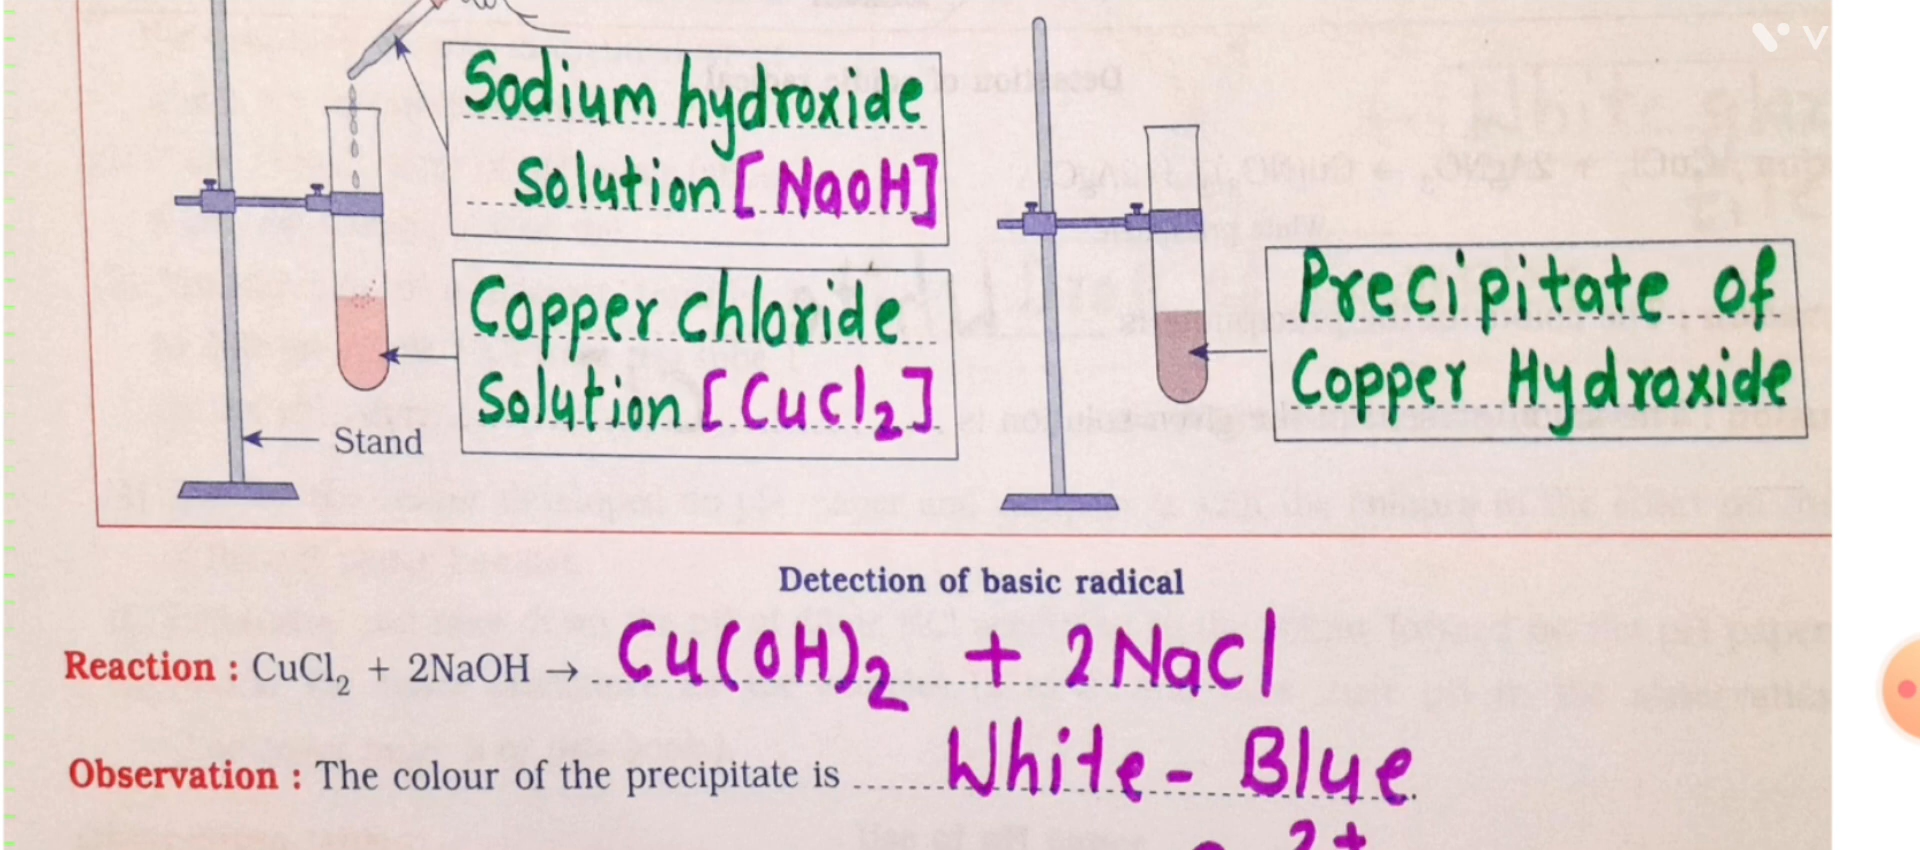 Sodium hydroxide
Solution [NaOH]
Copper chloride
Solution [CuCl₂]
Stand
Precipitate of
Copper Hydroxide
Detection of basic radical
Reaction : CuCl₂ + 2NaOH → Cu(OH)₂ + 2NaCl
Observation : The colour of the precipitate is White - Blue.
2+